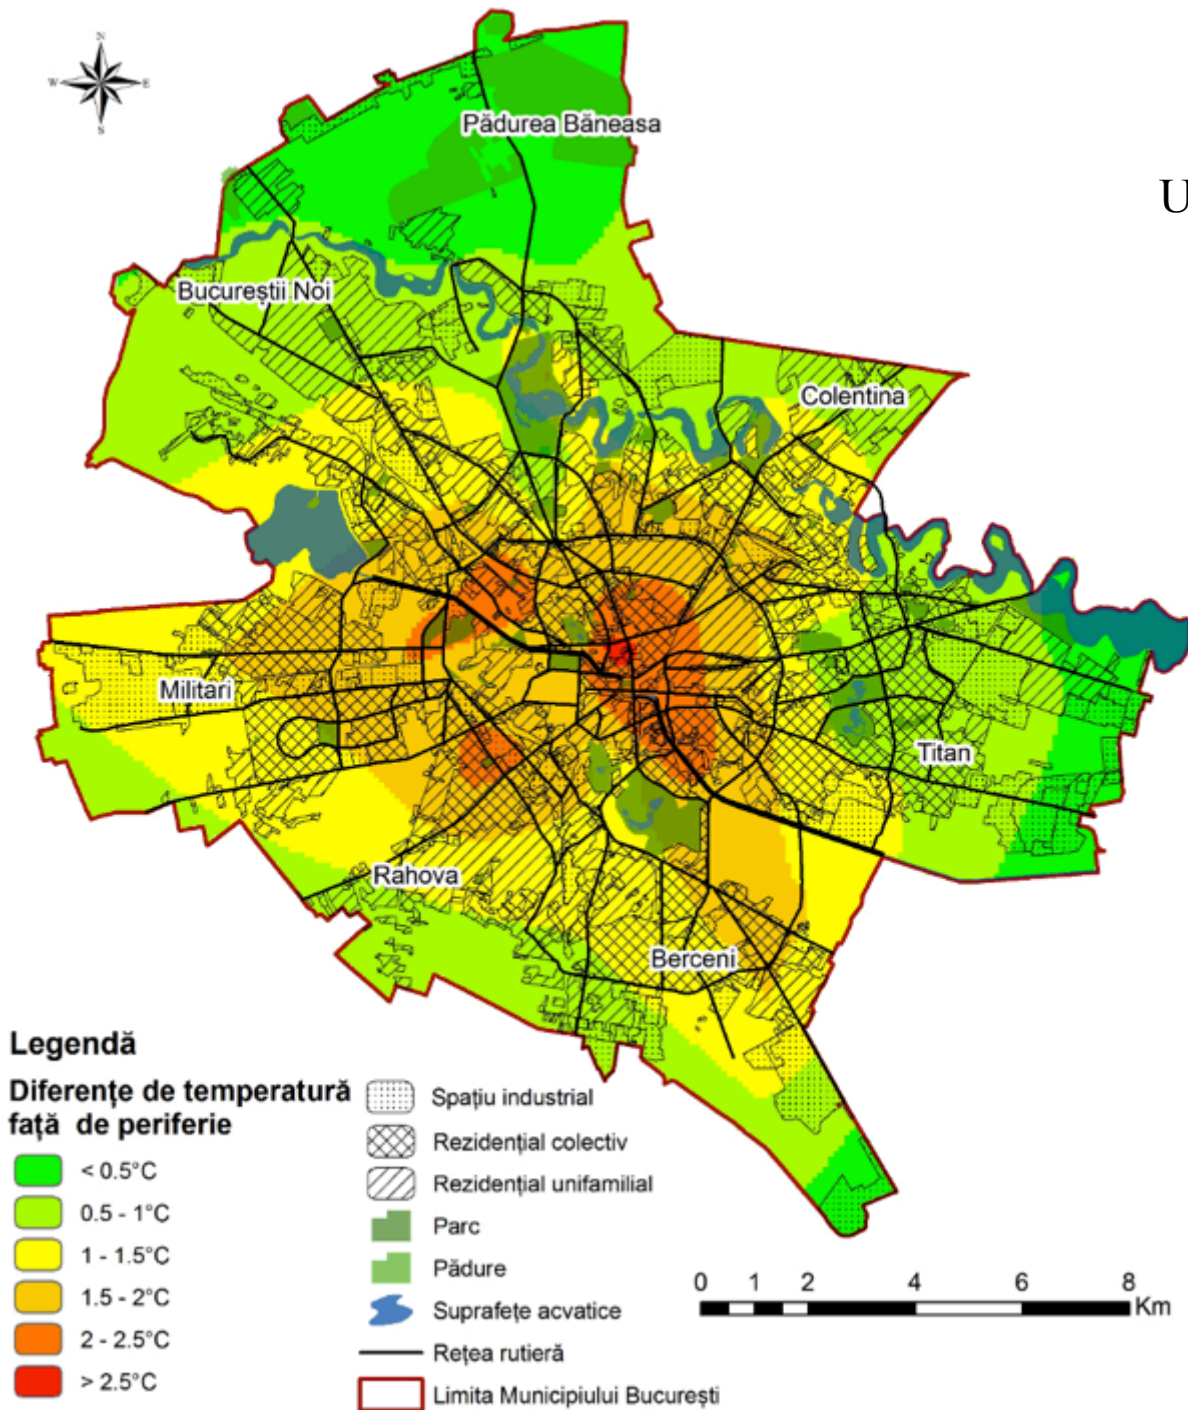 N
W E
S
U
Pădurea Băneasa
Bucureștii Noi
Colentina
Militari
Titan
Rahova
Berceni
Legendă
Diferențe de temperatură
față de periferie
< 0.5°C
0.5 - 1°C
1 - 1.5°C
1.5 - 2°C
2 - 2.5°C
> 2.5°C
Spațiu industrial
Rezidențial colectiv
Rezidențial unifamilial
Parc
Pădure
Suprafețe acvatice
Rețea rutieră
Limita Municipiului București
0 1 2 4 6 8
Km